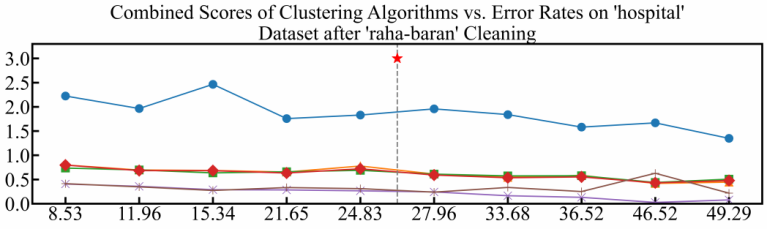 Combined Scores of Clustering Algorithms vs. Error Rates on 'hospital'
Dataset after 'raha-baran' Cleaning
3.0
2.5
2.0
1.5
1.0
0.5
0.0
8.53 11.96 15.34 21.65 24.83 27.96 33.68 36.52 46.52 49.29